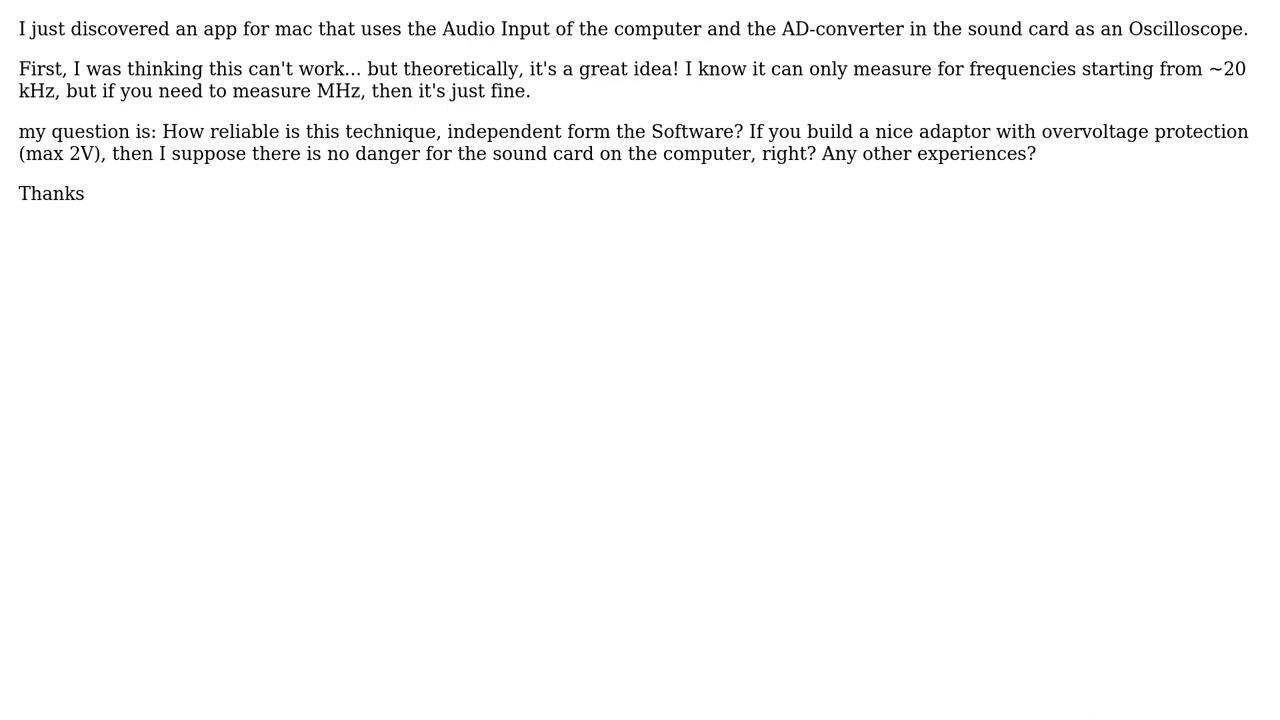 I just discovered an app for mac that uses the Audio Input of the computer and the AD-converter in the sound card as an Oscilloscope.
First, I was thinking this can't work... but theoretically, it's a great idea! I know it can only measure for frequencies starting from ~20
kHz, but if you need to measure MHz, then it's just fine.
my question is: How reliable is this technique, independent form the Software? If you build a nice adaptor with overvoltage protection
(max 2V), then I suppose there is no danger for the sound card on the computer, right? Any other experiences?
Thanks